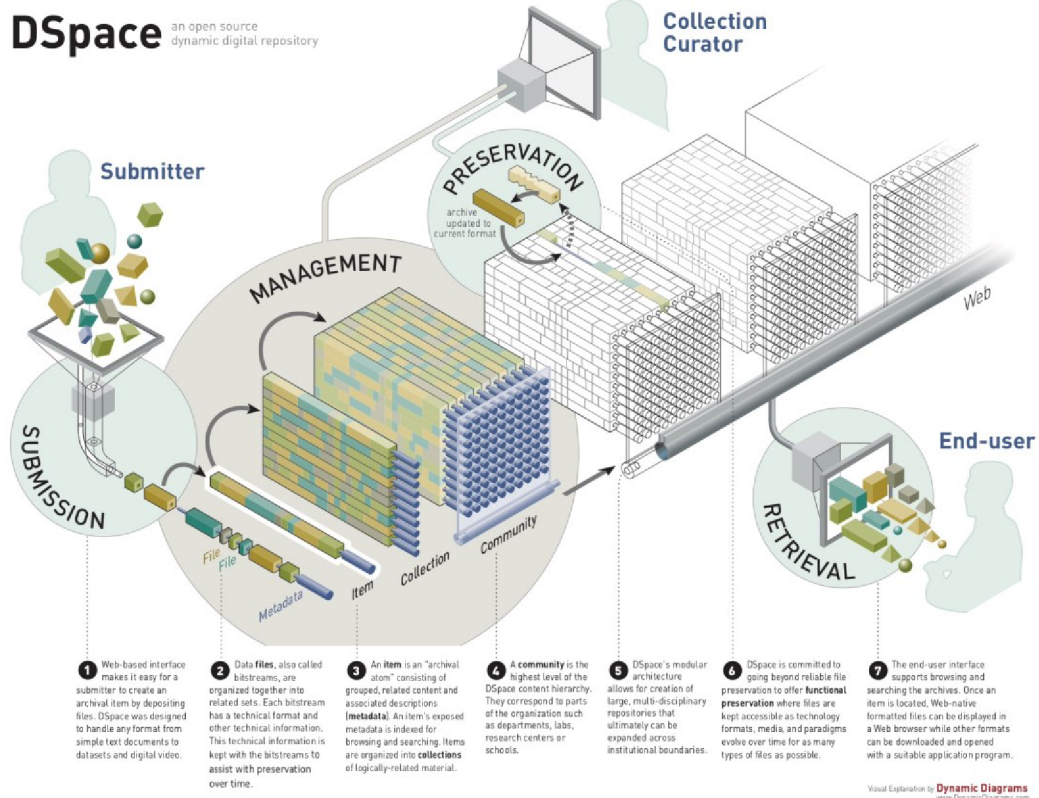 DSpace
an open source
dynamic digital repository
Collection
Curator
Submitter
PRESERVATION
archive
updated to
current format
MANAGEMENT
Web
End-user
SUBMISSION
RETRIEVAL
File
File
Metadata
Item
Collection
Community
1 Web-based interface
makes it easy for a
submitter to create an
archival item by depositing
files. DSpace was designed
to handle any format from
simple text documents to
datasets and digital video.
2 Data files, also called
bitstreams, are
organized together into
related sets. Each bitstream
has a technical format and
other technical information.
This technical information is
kept with the bitstreams to
assist with preservation
over time.
3 An item is an "archival
atom" consisting of
grouped, related content and
associated descriptions
(metadata). An item's exposed
metadata is indexed for
browsing and searching. Items
are organized into collections
of logically-related material.
4 A community is the
highest level of the
DSpace content hierarchy.
They correspond to parts
of the organization such
as departments, labs,
research centers or
schools.
5 DSpace's modular
architecture
allows for creation of
large, multi-disciplinary
repositories that
ultimately can be
expanded across
institutional boundaries.
6 DSpace is committed to
going beyond reliable file
preservation to offer functional
preservation where files are
kept accessible as technology
formats, media, and paradigms
evolve over time for as many
types of files as possible.
7 The end-user interface
supports browsing and
searching the archives. Once an
item is located, Web-native
formatted files can be displayed
in a Web browser while other formats
can be downloaded and opened
with a suitable application program.
Visual Explanation by Dynamic Diagrams
www.DynamicDiagrams.com